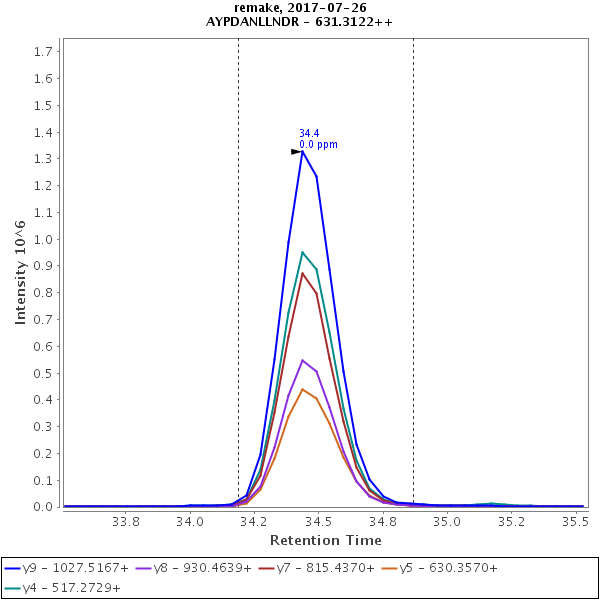 remake, 2017-07-26
AYPDANLLNDR - 631.3122++
1.7
1.6
1.5
1.4
1.3
1.2
1.1
1.0
0.9
0.8
0.7
0.6
0.5
0.4
0.3
0.2
0.1
0.0
Intensity 10^6
34.4
0.0 ppm
33.8 34.0 34.2 34.5 34.8 35.0 35.2 35.5
Retention Time
y9 - 1027.5167+ y8 - 930.4639+ y7 - 815.4370+ y5 - 630.3570+
y4 - 517.2729+